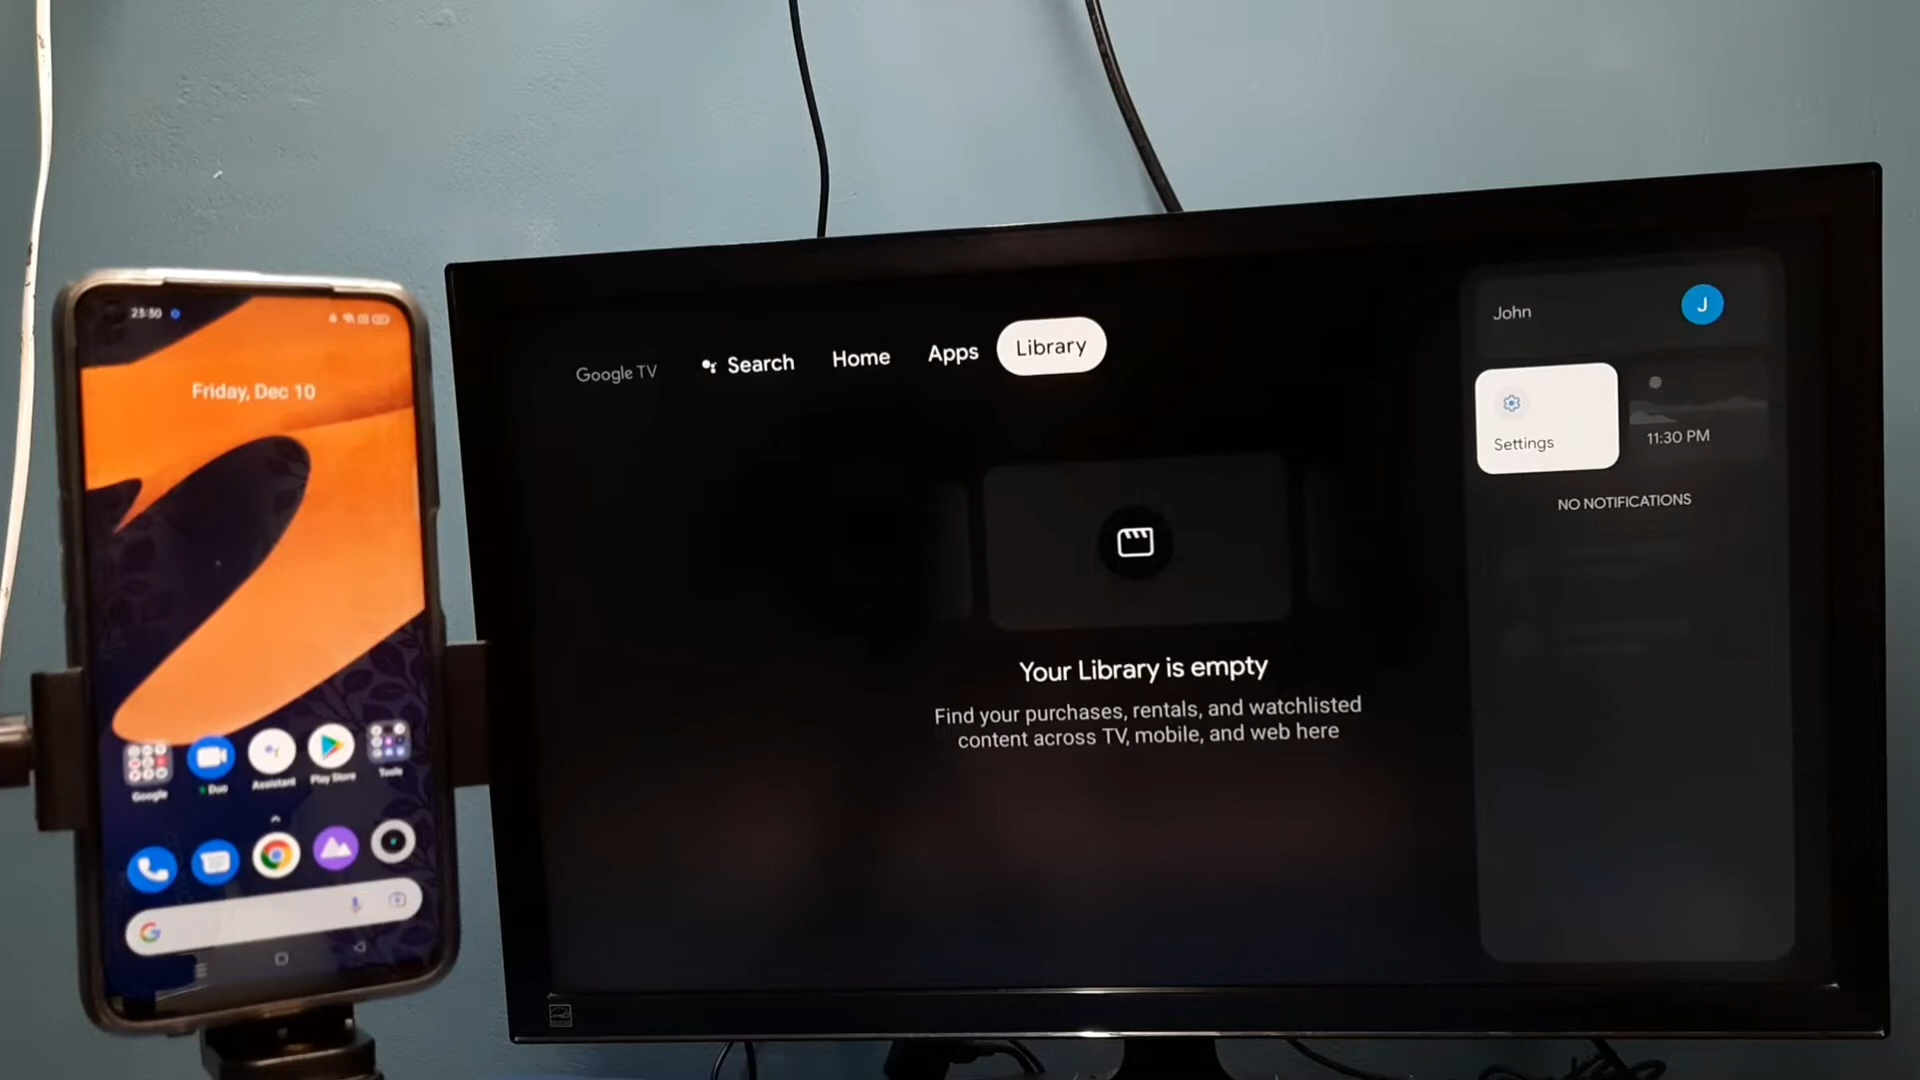 23:30
Friday, Dec 10
Google
Duo
Assistant
Play Store
Tools
Google TV
Search
Home
Apps
Library
Your Library is empty
Find your purchases, rentals, and watchlisted
content across TV, mobile, and web here
John
J
Settings
11:30 PM
NO NOTIFICATIONS